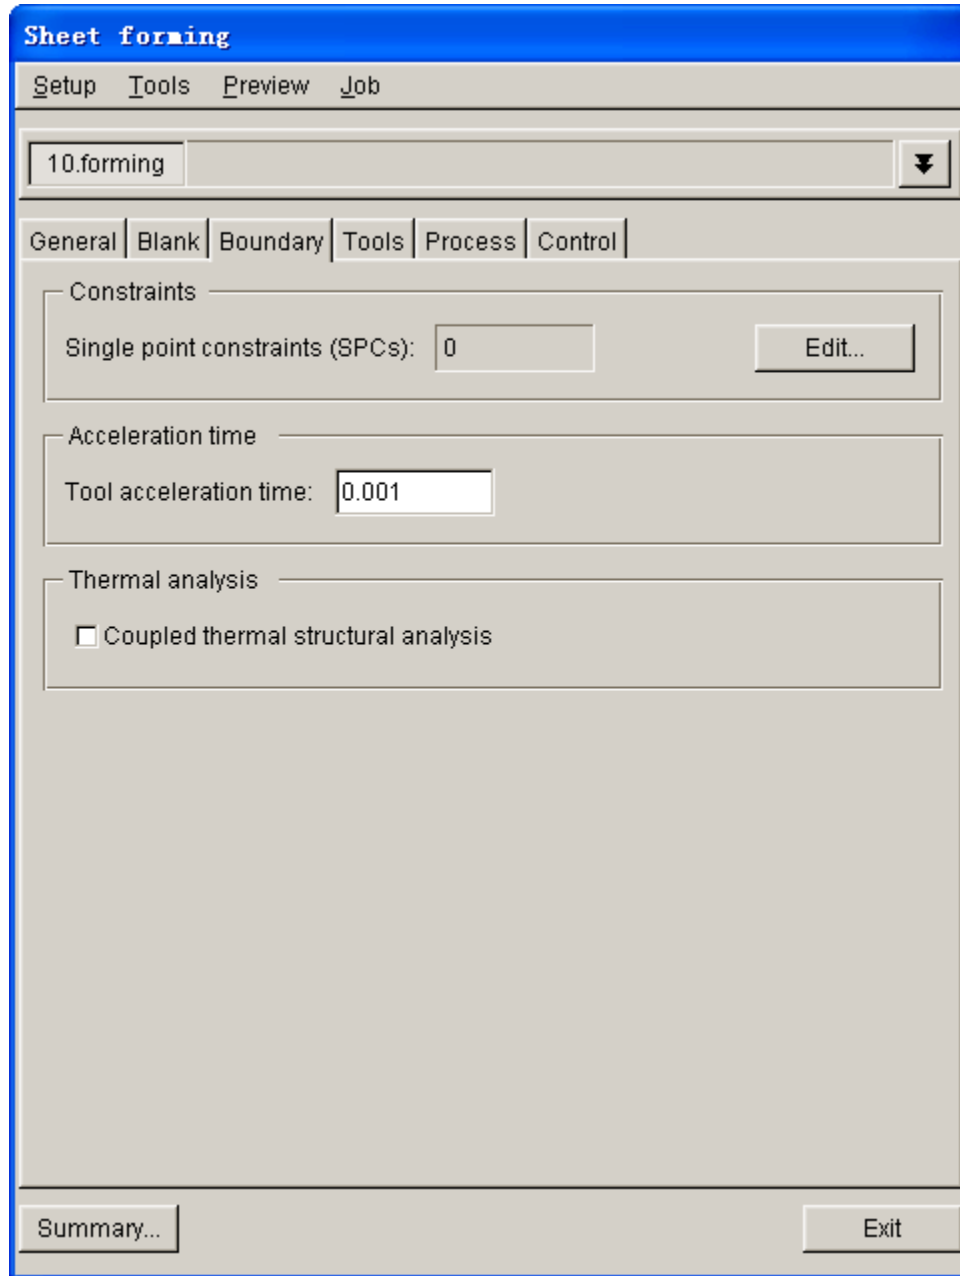 Sheet forming
Setup Tools Preview Job
10.forming
General Blank Boundary Tools Process Control
Constraints
Single point constraints (SPCs): 0 Edit...
Acceleration time
Tool acceleration time: 0.001
Thermal analysis
Coupled thermal structural analysis
Summary... Exit